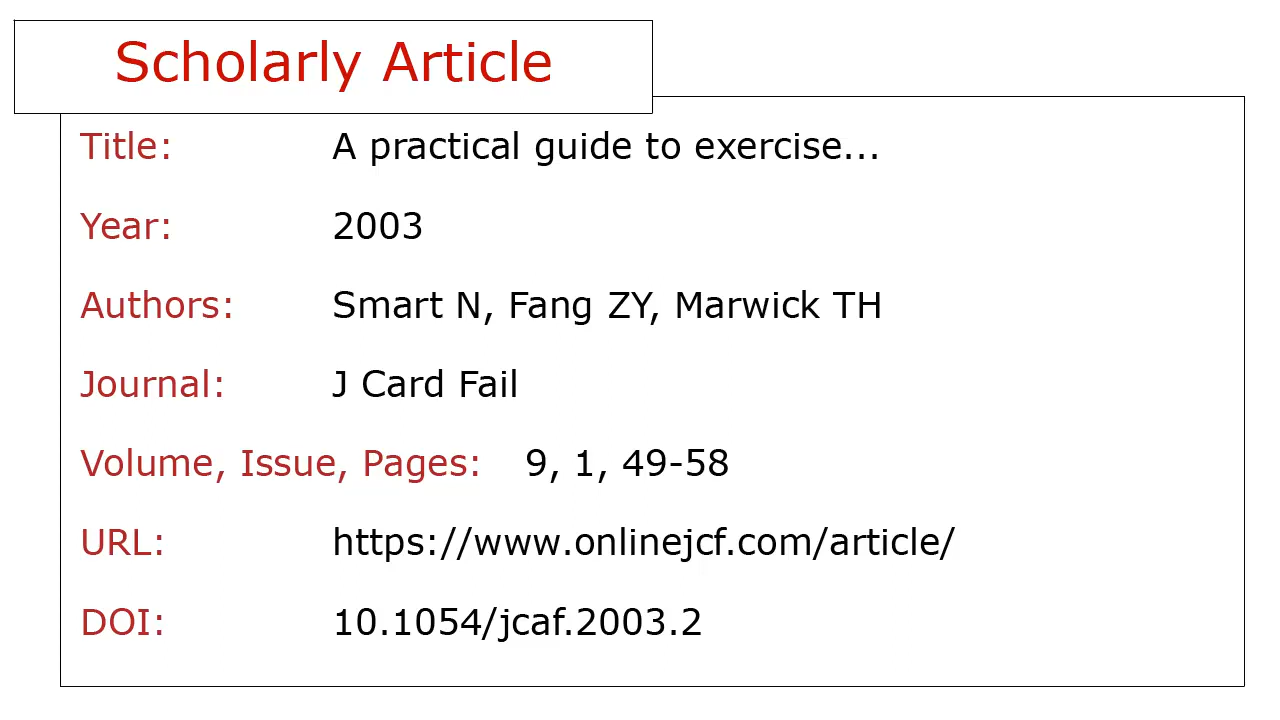 Scholarly Article
Title: A practical guide to exercise...
Year: 2003
Authors: Smart N, Fang ZY, Marwick TH
Journal: J Card Fail
Volume, Issue, Pages: 9, 1, 49-58
URL: https://www.onlinejcf.com/article/
DOI: 10.1054/jcaf.2003.2